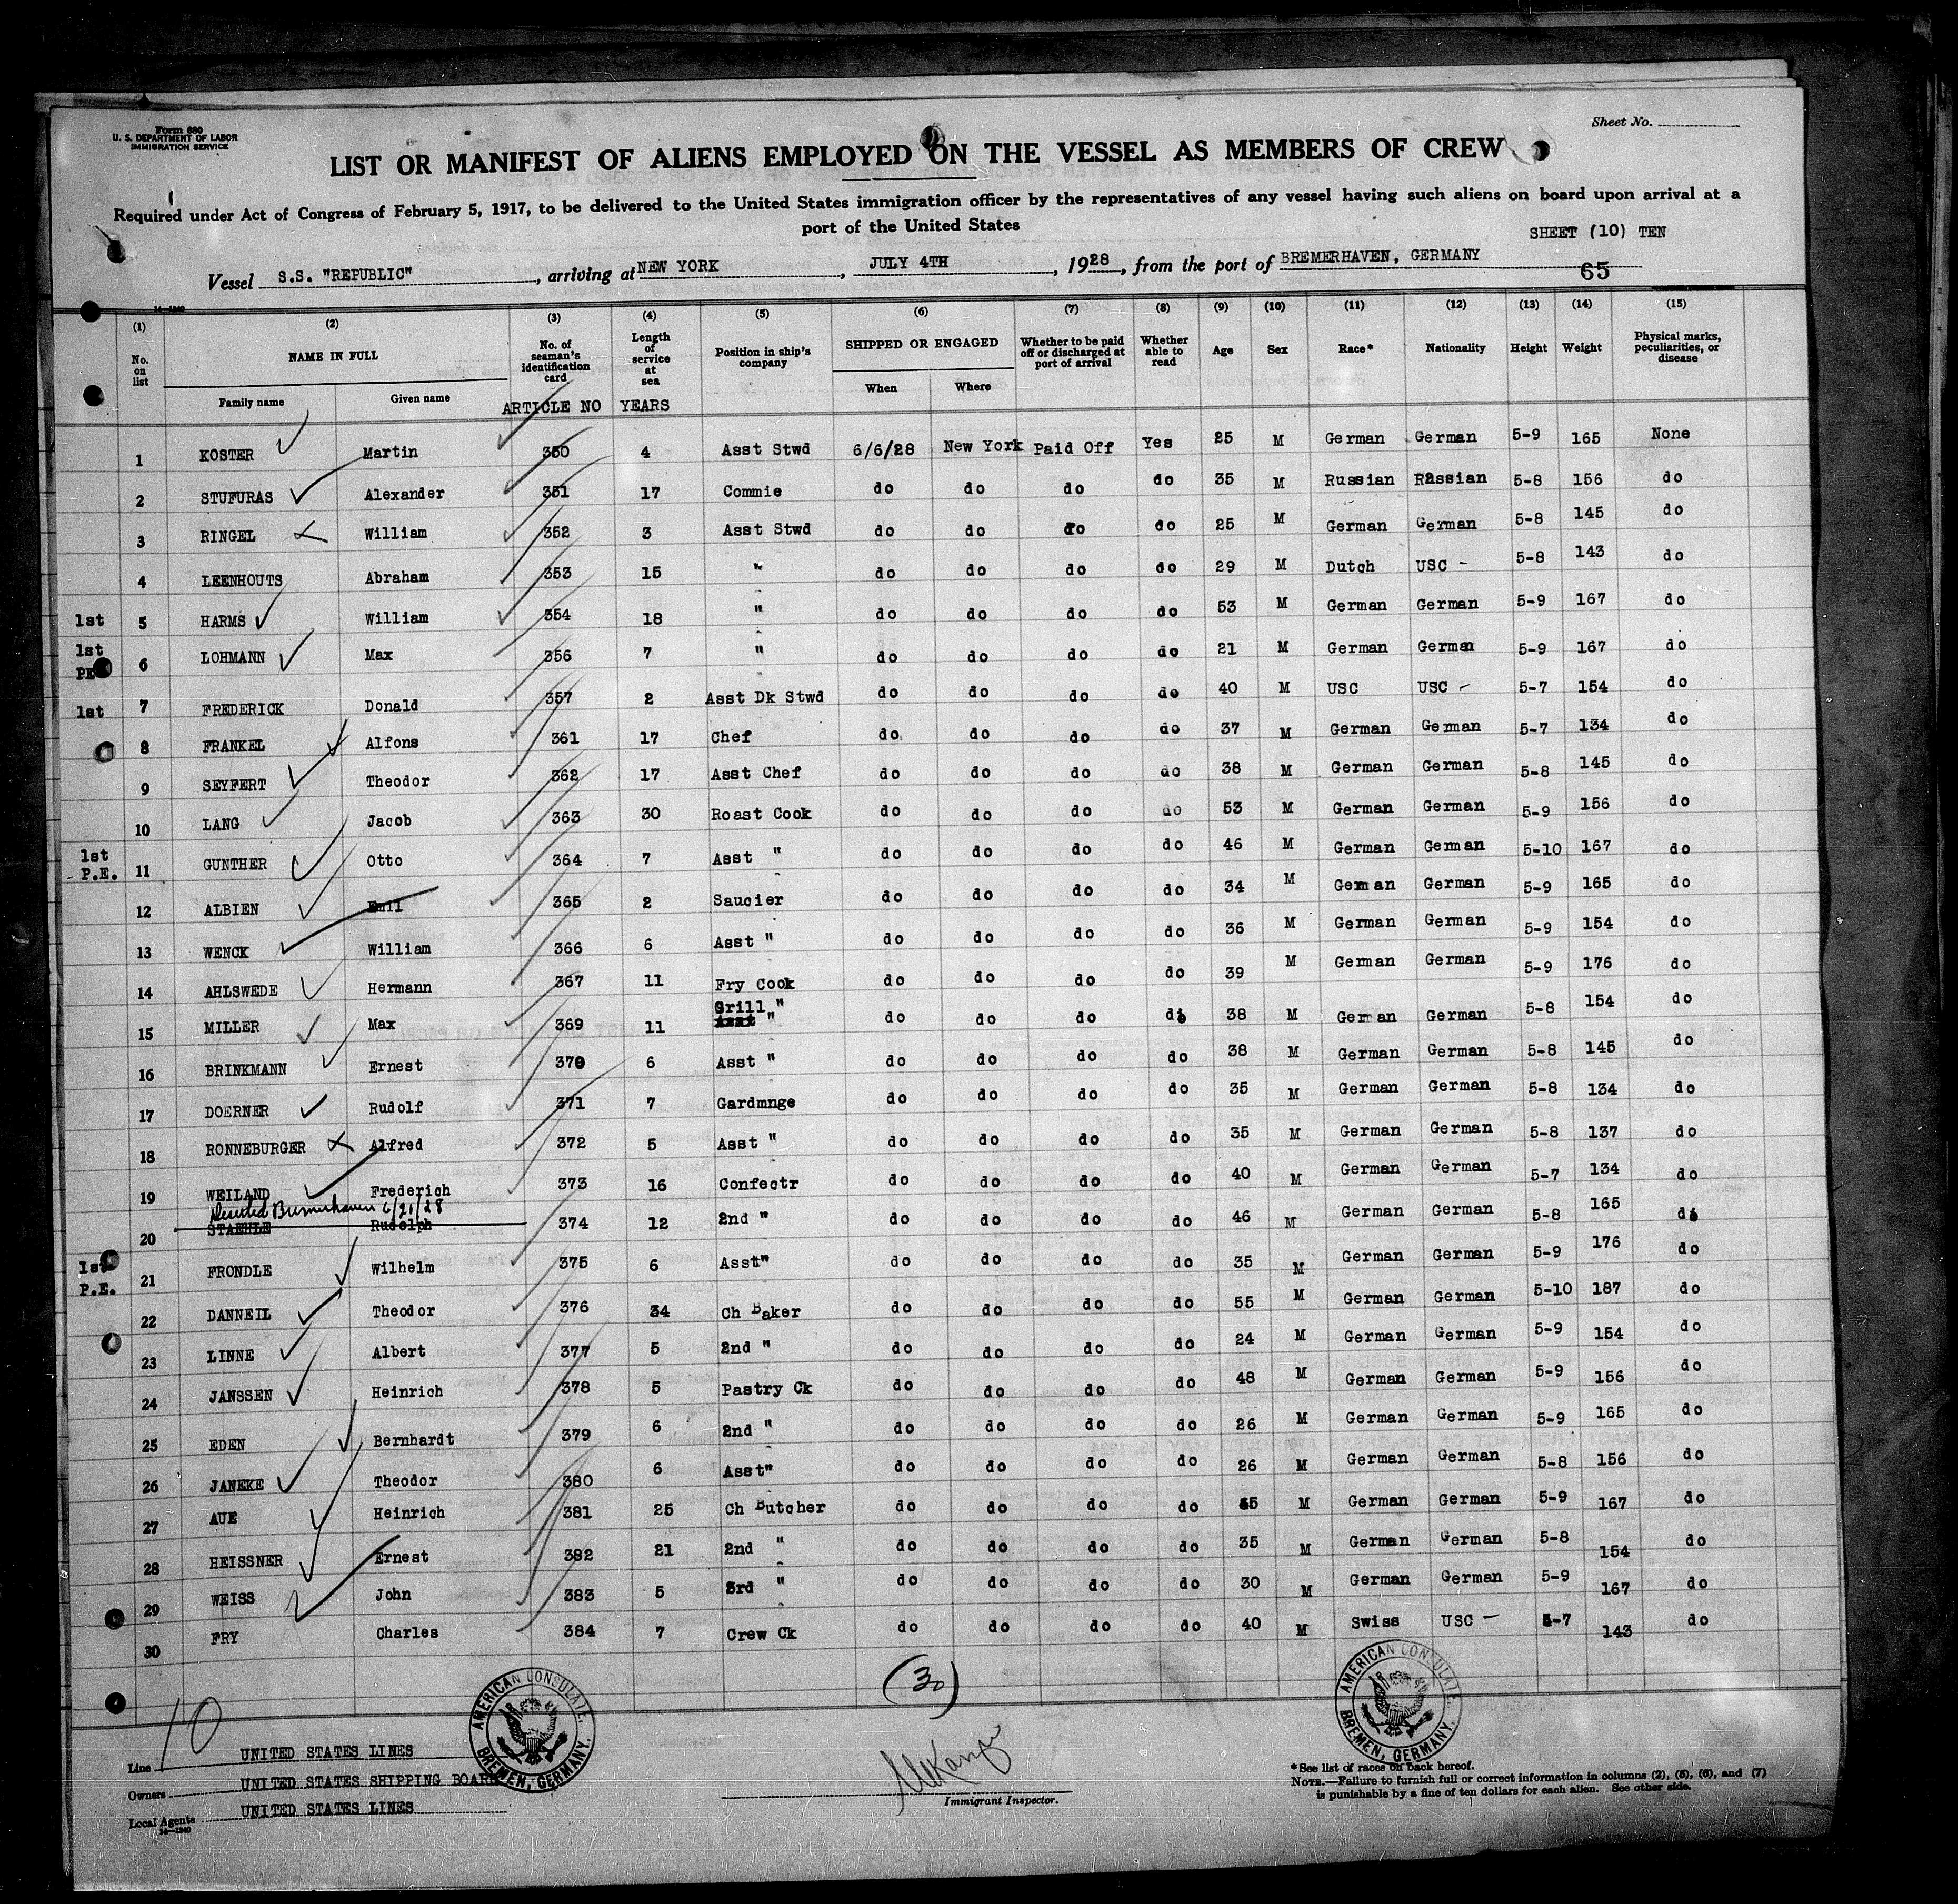 Form 680
U. S. DEPARTMENT OF LABOR
IMMIGRATION SERVICE
Sheet No.
LIST OR MANIFEST OF ALIENS EMPLOYED ON THE VESSEL AS MEMBERS OF CREW
Required under Act of Congress of February 5, 1917, to be delivered to the United States immigration officer by the representatives of any vessel having such aliens on board upon arrival at a
port of the United States
SHEET (10) TEN
Vessel S.S. "REPUBLIC", arriving at NEW YORK, JULY 4TH, 1928, from the port of BREMERHAVEN, GERMANY
65
14-1240
(1) (2) (3) (4) (5) (6) (7) (8) (9) (10) (11) (12) (13) (14) (15)
No. on list NAME IN FULL No. of seaman's identification card Length of service at sea Position in ship's company SHIPPED OR ENGAGED Whether to be paid off or discharged at port of arrival Whether able to read Age Sex Race* Nationality Height Weight Physical marks, peculiarities, or disease
Family name Given name When Where
ARTICLE NO YEARS
1 KOSTER Martin 350 4 Asst Stwd 6/6/28 New York Paid Off Yes 25 M German German 5-9 165 None
2 STUFURAS Alexander 351 17 Commie do do do do 35 M Russian Rassian 5-8 156 do
3 RINGEL William 352 3 Asst Stwd do do do do 25 M German German 5-8 145 do
4 LEENHOUTS Abraham 353 15 " do do do do 29 M Dutch USC - 5-8 143 do
1st 5 HARMS William 354 18 " do do do do 53 M German German 5-9 167 do
1st
6 LOHMANN Max 356 7 " do do do do 21 M German German 5-9 167 do
1st 7 FREDERICK Donald 357 2 Asst Dk Stwd do do do do 40 M USC USC - 5-7 154 do
8 FRANKEL Alfons 361 17 Chef do do do do 37 M German German 5-7 134 do
9 SEYFERT Theodor 362 17 Asst Chef do do do do 38 M German German 5-8 145 do
10 LANG Jacob 363 30 Roast Cook do do do do 53 M German German 5-9 156 do
1st
P.E. 11 GUNTHER Otto 364 7 Asst " do do do do 46 M German German 5-10 167 do
12 ALBIEN Emil 365 2 Saucier do do do do 34 M German German 5-9 165 do
13 WENCK William 366 6 Asst " do do do do 36 M German German 5-9 154 do
14 AHLSWEDE Hermann 367 11 Fry Cook do do do do 39 M German German 5-9 176 do
Grill "
15 MILLER Max 369 11 Asst " do do do do 38 M German German 5-8 154 do
16 BRINKMANN Ernest 370 6 Asst " do do do do 38 M German German 5-8 145 do
17 DOERNER Rudolf 371 7 Gardmnge do do do do 35 M German German 5-8 134 do
18 RONNEBURGER Alfred 372 5 Asst " do do do do 35 M German German 5-8 137 do
19 WEILAND Frederich 373 16 Confectr do do do do 40 M German German 5-7 134 do
Deserted Bremerhaven 6/21/28
20 STAEHLE Rudolph 374 12 2nd " do do do do 46 M German German 5-8 165 do
1st
P.E. 21 FRONDLE Wilhelm 375 6 Asst" do do do do 35 M German German 5-9 176 do
22 DANNEIL Theodor 376 34 Ch Baker do do do do 55 M German German 5-10 187 do
23 LINNE Albert 377 5 2nd " do do do do 24 M German German 5-9 154 do
24 JANSSEN Heinrich 378 5 Pastry Ck do do do do 48 M German German 5-9 156 do
25 EDEN Bernhardt 379 6 2nd " do do do do 26 M German German 5-9 165 do
26 JANEKE Theodor 380 6 Asst" do do do do 26 M German German 5-8 156 do
27 AUE Heinrich 381 25 Ch Butcher do do do do M German German 5-9 167 do
28 HEISSNER Ernest 382 21 2nd " do do do do 35 M German German 5-8 154 do
29 WEISS John 383 5 3rd " do do do do 30 M German German 5-9 167 do
30 FRY Charles 384 7 Crew Ck do do do do 40 M Swiss USC - 5-7 143 do
(30)
10
AMERICAN CONSULATE. BREMEN, GERMANY.
AMERICAN CONSULATE. BREMEN, GERMANY.
Line UNITED STATES LINES
Owners UNITED STATES SHIPPING BOARD
Local Agents UNITED STATES LINES
14-1240
Immigrant Inspector.
*See list of races on back hereof.
NOTE.—Failure to furnish full or correct information in columns (2), (5), (6), and (7)
is punishable by a fine of ten dollars for each alien. See other side.